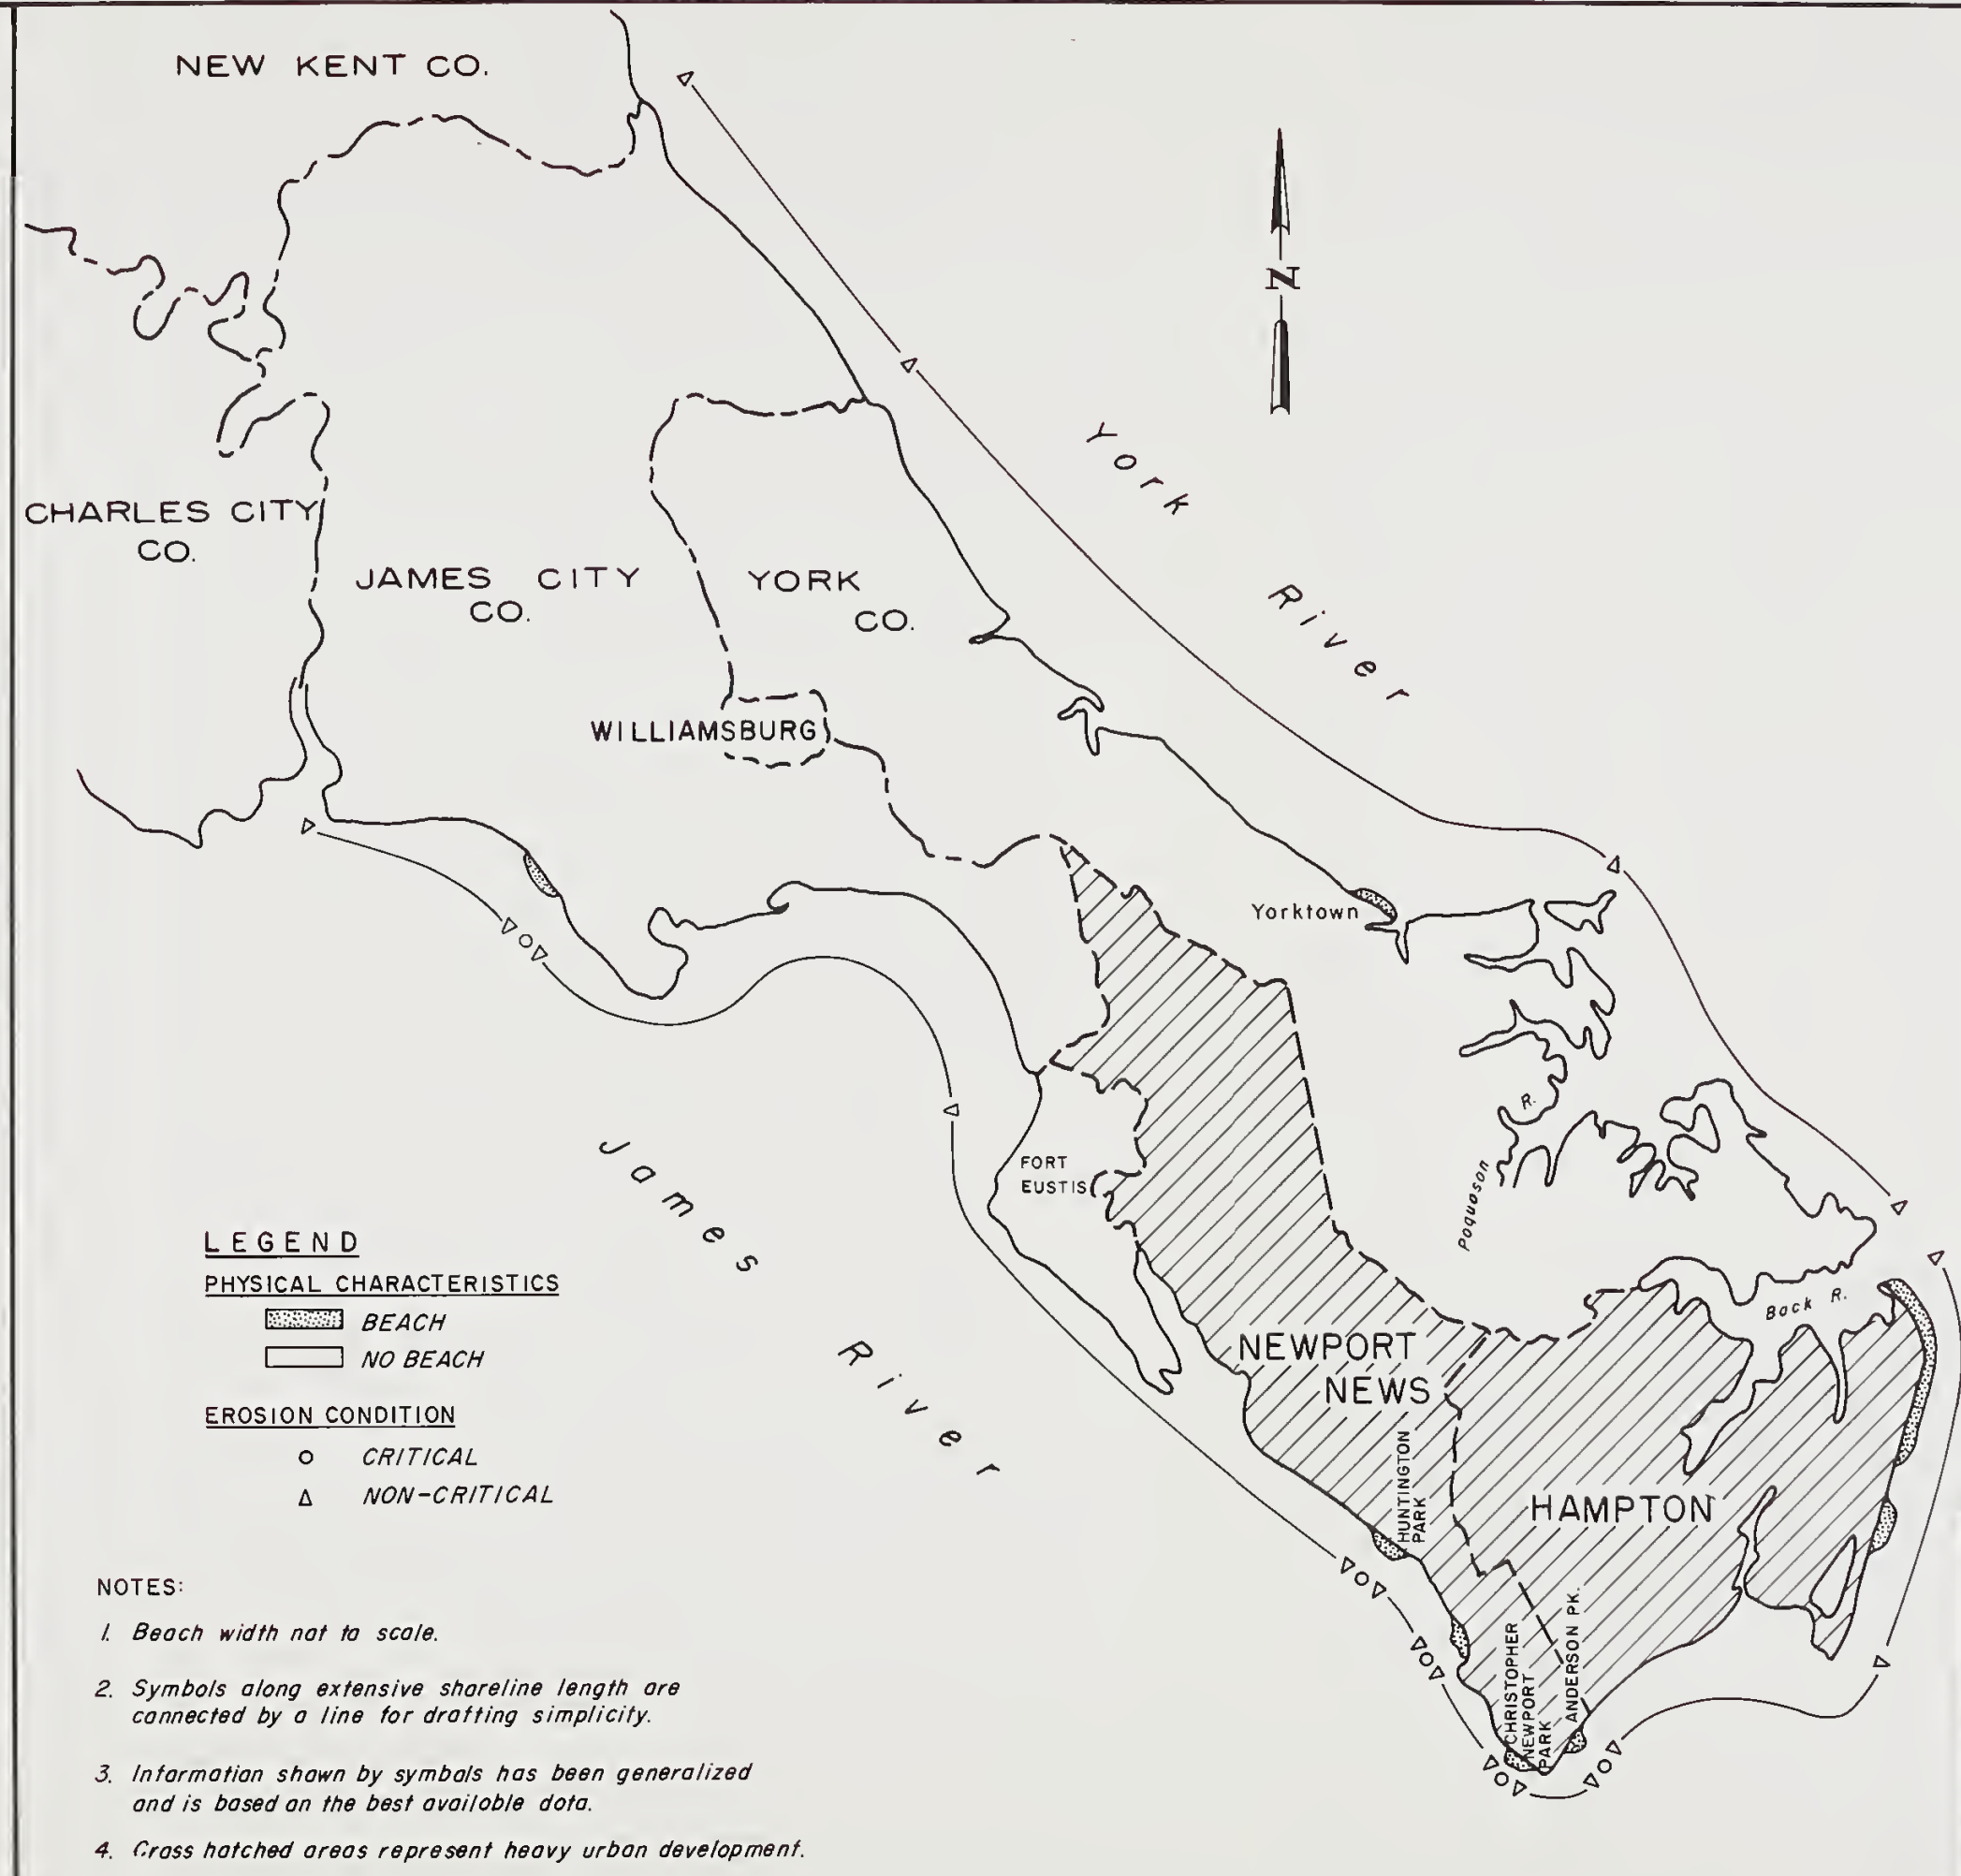 NEW KENT CO.
N
York
River
CHARLES CITY
CO.
JAMES CITY
CO.
YORK
CO.
WILLIAMSBURG
Yorktown
R.
Poquoson
FORT
EUSTIS
James
River
Back R.
NEWPORT
NEWS
HUNTINGTON
PARK
HAMPTON
CHRISTOPHER
NEWPORT
PARK
ANDERSON PK.
LEGEND
PHYSICAL CHARACTERISTICS
BEACH
NO BEACH
EROSION CONDITION
CRITICAL
NON-CRITICAL
NOTES:
1. Beach width not to scale.
2. Symbols along extensive shoreline length are
connected by a line for drafting simplicity.
3. Information shown by symbols has been generalized
and is based on the best available data.
4. Cross hatched areas represent heavy urban development.